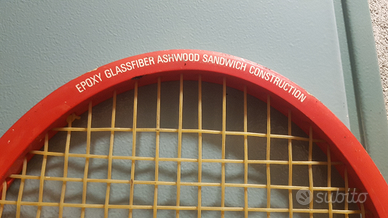 EPOXY GLASSFIBER ASHWOOD SANDWICH CONSTRUCTION
subito